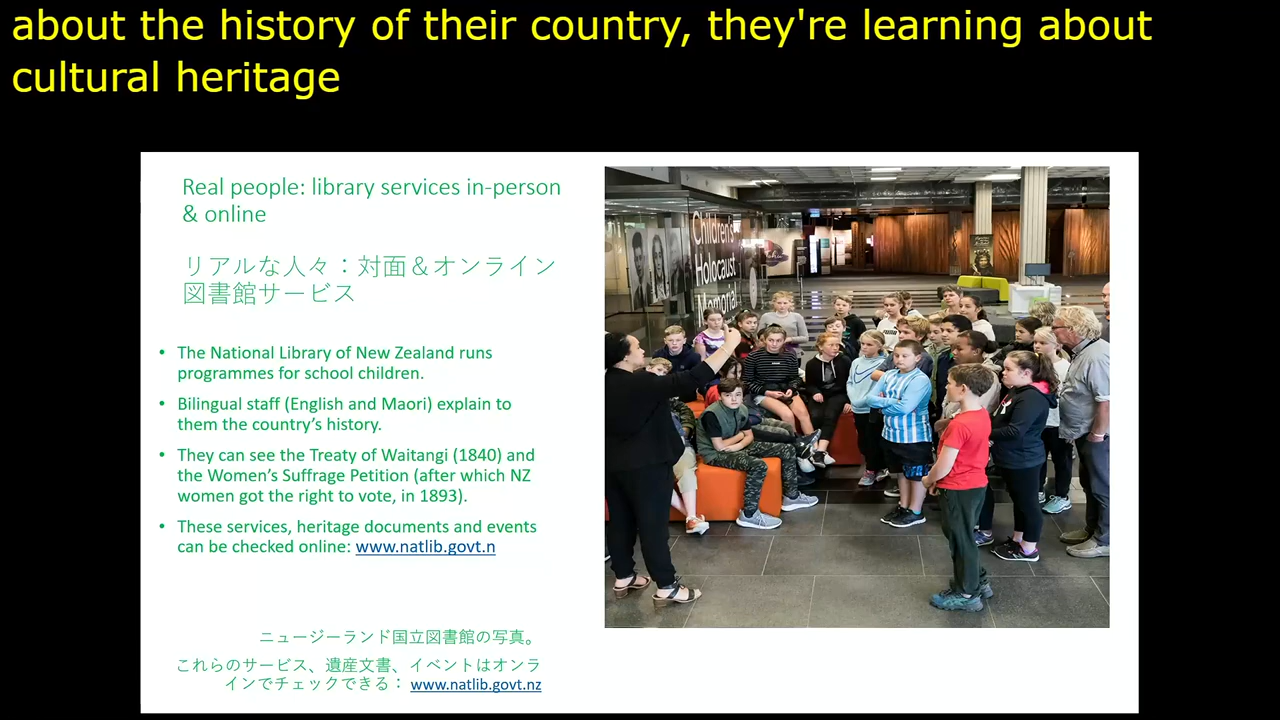 about the history of their country, they're learning about
cultural heritage
Real people: library services in-person
& online
リアルな人々：対面＆オンライン
図書館サービス
• The National Library of New Zealand runs
programmes for school children.
• Bilingual staff (English and Maori) explain to
them the country's history.
• They can see the Treaty of Waitangi (1840) and
the Women's Suffrage Petition (after which NZ
women got the right to vote, in 1893).
• These services, heritage documents and events
can be checked online: www.natlib.govt.n
ニュージーランド国立図書館の写真。
これらのサービス、遺産文書、イベントはオンラ
インでチェックできる： www.natlib.govt.nz
Children's
Holocaust
Memorial